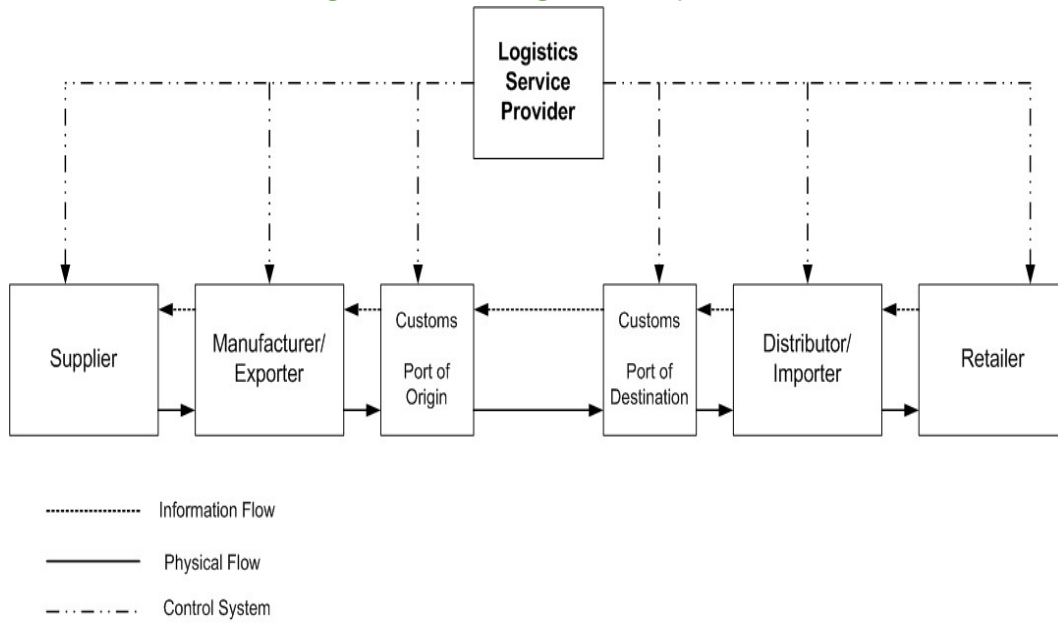 Logistics
Service
Provider
Supplier
Manufacturer/
Exporter
Customs
Port of
Origin
Customs
Port of
Destination
Distributor/
Importer
Retailer
Information Flow
Physical Flow
Control System